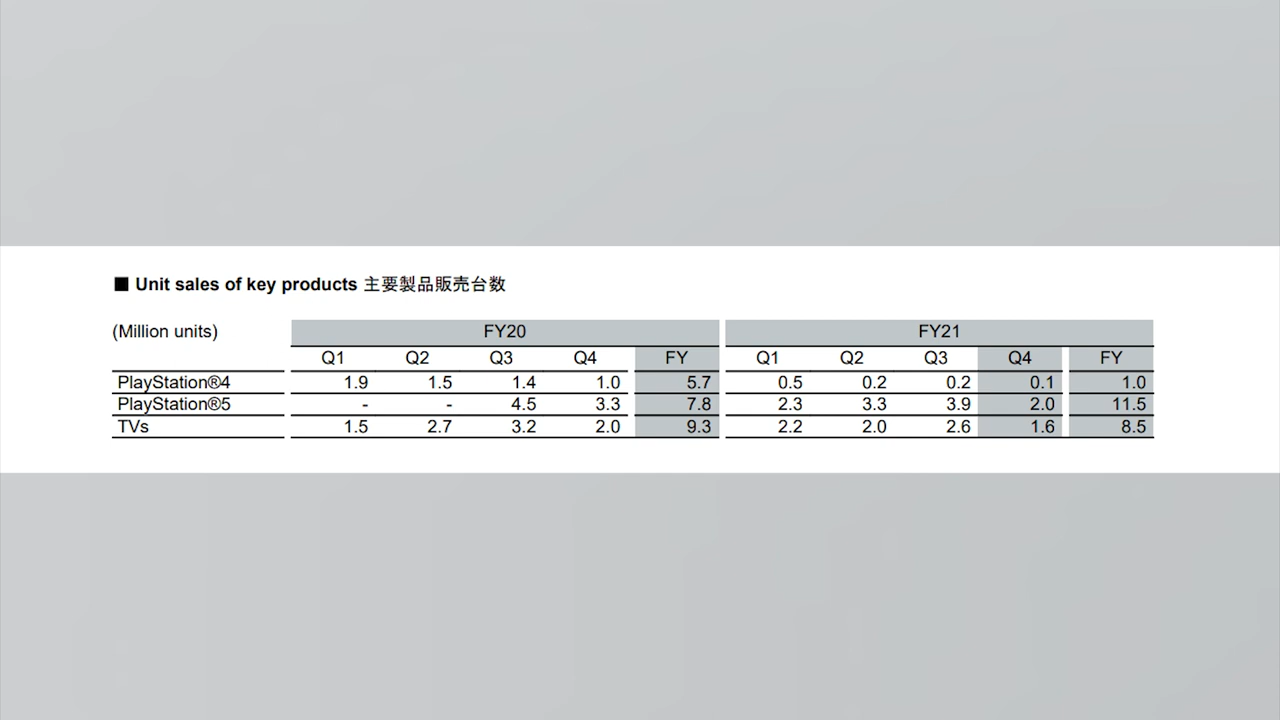 ■ Unit sales of key products 主要製品販売台数
(Million units) FY20 FY21
Q1 Q2 Q3 Q4 FY Q1 Q2 Q3 Q4 FY
PlayStation®4 1.9 1.5 1.4 1.0 5.7 0.5 0.2 0.2 0.1 1.0
PlayStation®5 - - 4.5 3.3 7.8 2.3 3.3 3.9 2.0 11.5
TVs 1.5 2.7 3.2 2.0 9.3 2.2 2.0 2.6 1.6 8.5